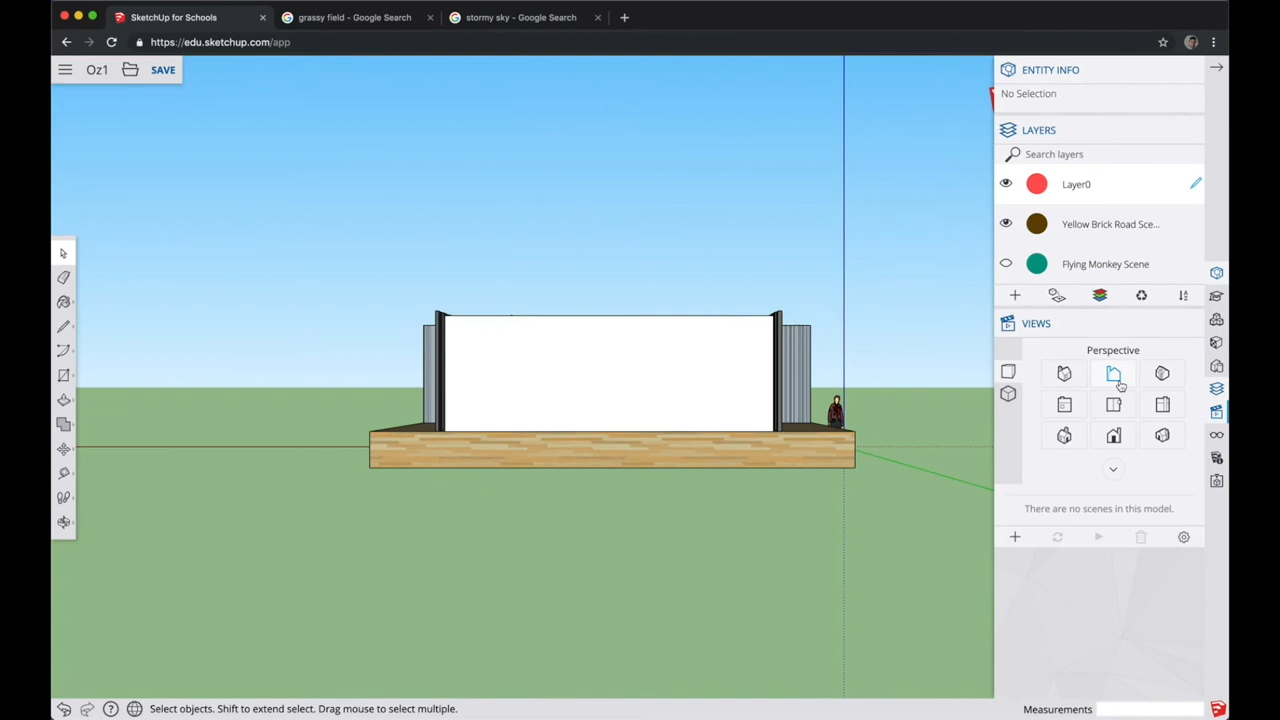 SketchUp for Schools
grassy field - Google Search
stormy sky - Google Search
https://edu.sketchup.com/app
Oz1
SAVE
ENTITY INFO
No Selection
LAYERS
Search layers
Layer0
Yellow Brick Road Sce...
Flying Monkey Scene
VIEWS
Perspective
There are no scenes in this model.
Select objects. Shift to extend select. Drag mouse to select multiple.
Measurements